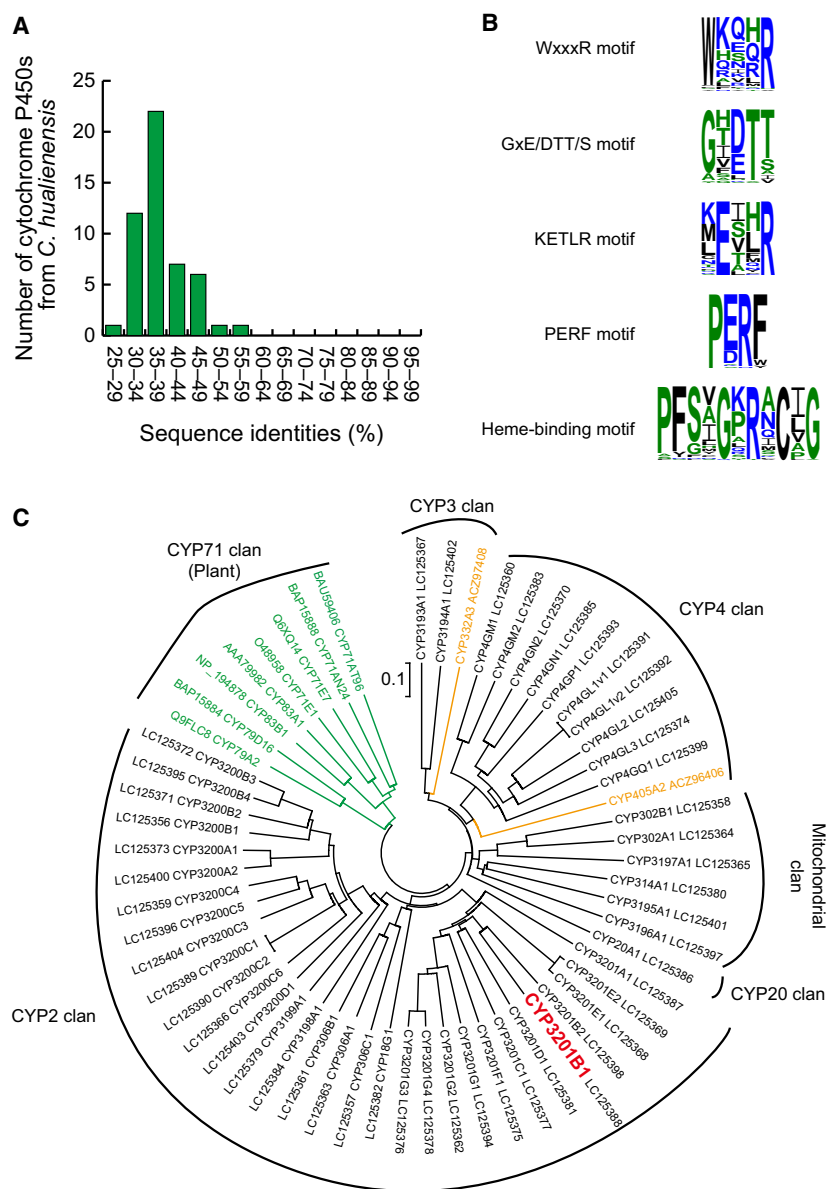 A
Number of cytochrome P450s
from C. hualienensis
25
20
15
10
5
0
25–29
30–34
35–39
40–44
45–49
50–54
55–59
60–64
65–69
70–74
75–79
80–84
85–89
90–94
95–99
Sequence identities (%)
B
WxxxR motif
GxE/DTT/S motif
KETLR motif
PERF motif
Heme-binding motif
C
CYP3 clan
CYP3193A1 LC125367
CYP3194A1 LC125402
CYP332A3 ACZ97408
CYP4 clan
CYP4GM1 LC125360
CYP4GM2 LC125383
CYP4GN2 LC125370
CYP4GN1 LC125385
CYP4GP1 LC125393
CYP4GL1v1 LC125391
CYP4GL1v2 LC125392
CYP4GL2 LC125405
CYP4GL3 LC125374
CYP4GQ1 LC125399
CYP405A2 ACZ96406
Mitochondrial
clan
CYP302B1 LC125358
CYP302A1 LC125364
CYP3197A1 LC125365
CYP314A1 LC125380
CYP3195A1 LC125401
CYP3196A1 LC125397
CYP20 clan
CYP20A1 LC125386
CYP3201A1 LC125387
CYP3201E2 LC125369
CYP3201E1 LC125368
CYP3201B2 LC125398
CYP3201B1 LC125388
CYP3201D1 LC125381
CYP3201C1 LC125377
CYP3201F1 LC125375
CYP3201G1 LC125394
CYP3201G2 LC125362
CYP3201G4 LC125378
CYP3201G3 LC125376
LC125382 CYP18G1
LC125357 CYP306C1
LC125363 CYP306A1
LC125361 CYP306B1
LC125384 CYP3198A1
LC125379 CYP3199A1
LC125403 CYP3200D1
LC125366 CYP3200C6
LC125390 CYP3200C2
LC125389 CYP3200C1
LC125404 CYP3200C3
LC125396 CYP3200C5
LC125359 CYP3200C4
LC125400 CYP3200A2
LC125373 CYP3200A1
LC125356 CYP3200B1
LC125371 CYP3200B2
LC125395 CYP3200B4
LC125372 CYP3200B3
CYP2 clan
Q9FLC8 CYP79A2
BAP15884 CYP79D16
NP_194878 CYP83B1
AAA79982 CYP83A1
O48958 CYP71E1
Q6XQ14 CYP71E7
BAP15888 CYP71AN24
BAU59406 CYP71AT96
CYP71 clan
(Plant)
0.1